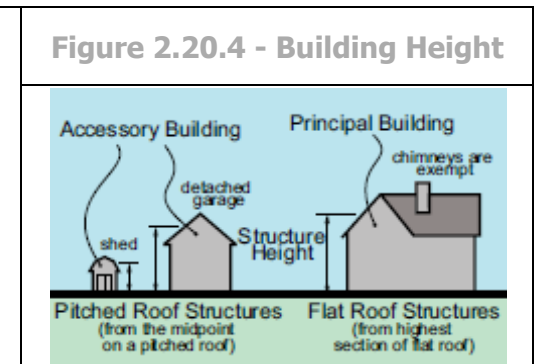 Figure 2.20.4 - Building Height
Accessory Building
Principal Building
chimneys are
exempt
detached
garage
shed
Structure
Height
Pitched Roof Structures
(from the midpoint
on a pitched roof)
Flat Roof Structures
(from highest
section of flat roof)